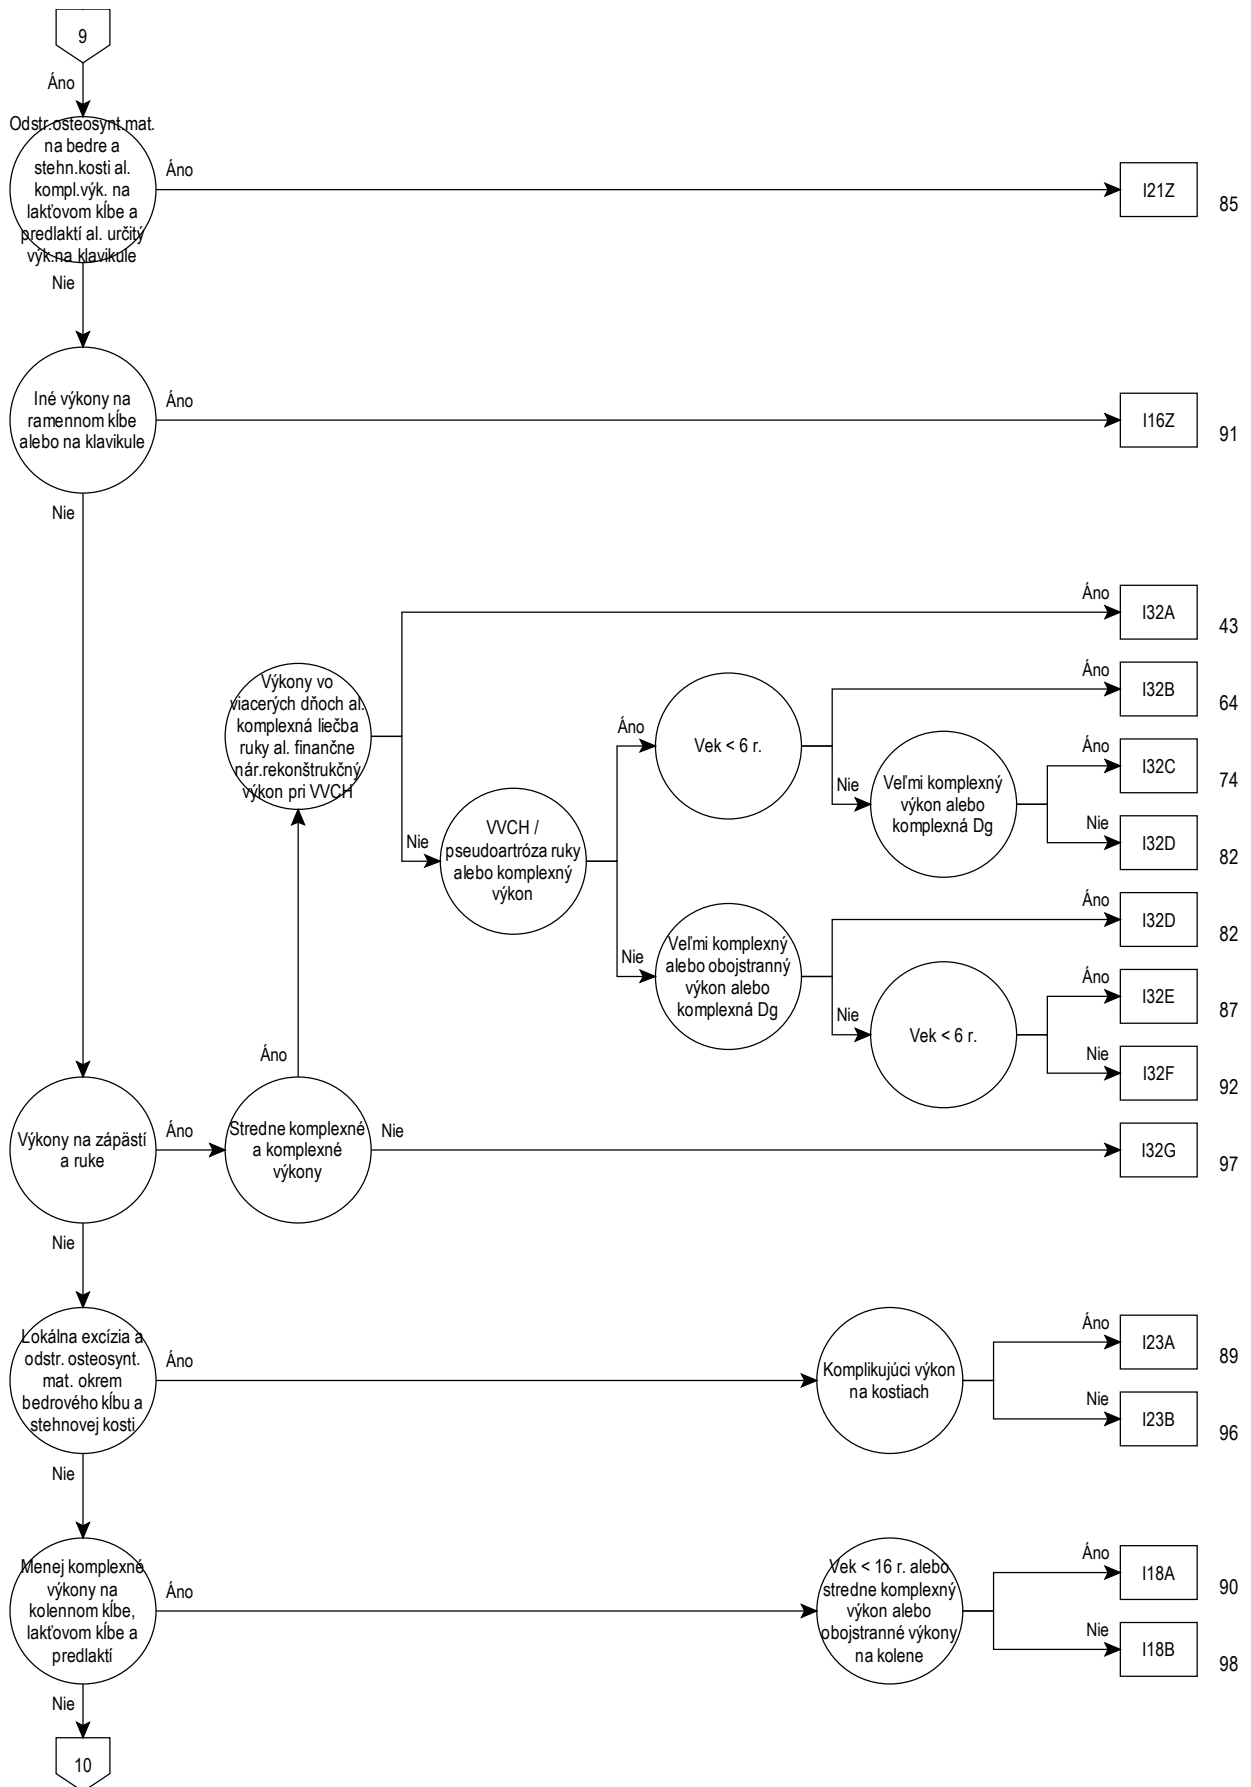 9
Áno
Odstr.osteosynt.mat.
na bedre a
stehn.kosti al.
kompl.výk. na
lakťovom kĺbe a
predlaktí al. určitý
výk.na klavikule
Áno
I21Z
85
Nie
Iné výkony na
ramennom kĺbe
alebo na klavikule
Áno
I16Z
91
Nie
Výkony vo
viacerých dňoch al.
komplexná liečba
ruky al. finančne
nár.rekonštrukčný
výkon pri VVCH
Áno
I32A
43
Nie
VVCH /
pseudoartróza ruky
alebo komplexný
výkon
Áno
Vek < 6 r.
Áno
I32B
64
Nie
Veľmi komplexný
výkon alebo
komplexná Dg
Áno
I32C
74
Nie
I32D
82
Nie
Veľmi komplexný
alebo obojstranný
výkon alebo
komplexná Dg
Áno
I32D
82
Nie
Vek < 6 r.
Áno
I32E
87
Nie
I32F
92
Áno
Výkony na zápästí
a ruke
Áno
Stredne komplexné
a komplexné
výkony
Nie
I32G
97
Nie
Lokálna excízia a
odstr. osteosynt.
mat. okrem
bedrového kĺbu a
stehnovej kosti
Áno
Komplikujúci výkon
na kostiach
Áno
I23A
89
Nie
I23B
96
Nie
Menej komplexné
výkony na
kolennom kĺbe,
lakťovom kĺbe a
predlaktí
Áno
Vek < 16 r. alebo
stredne komplexný
výkon alebo
obojstranné výkony
na kolene
Áno
I18A
90
Nie
I18B
98
Nie
10